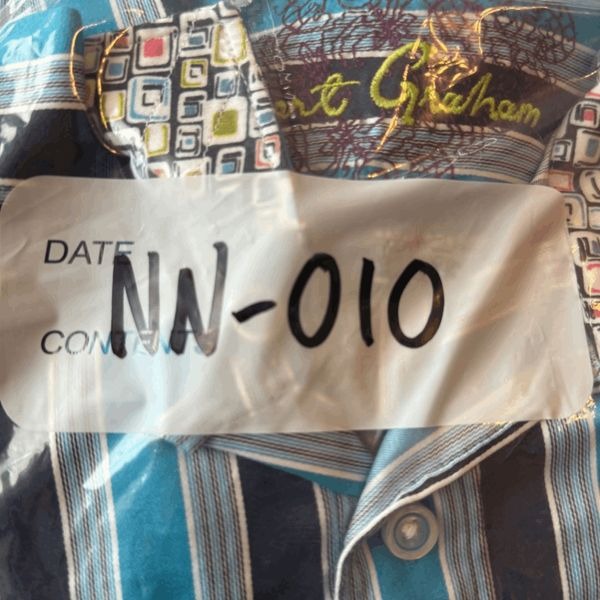 ert Graham
DATE
NN-010
CONTENTS